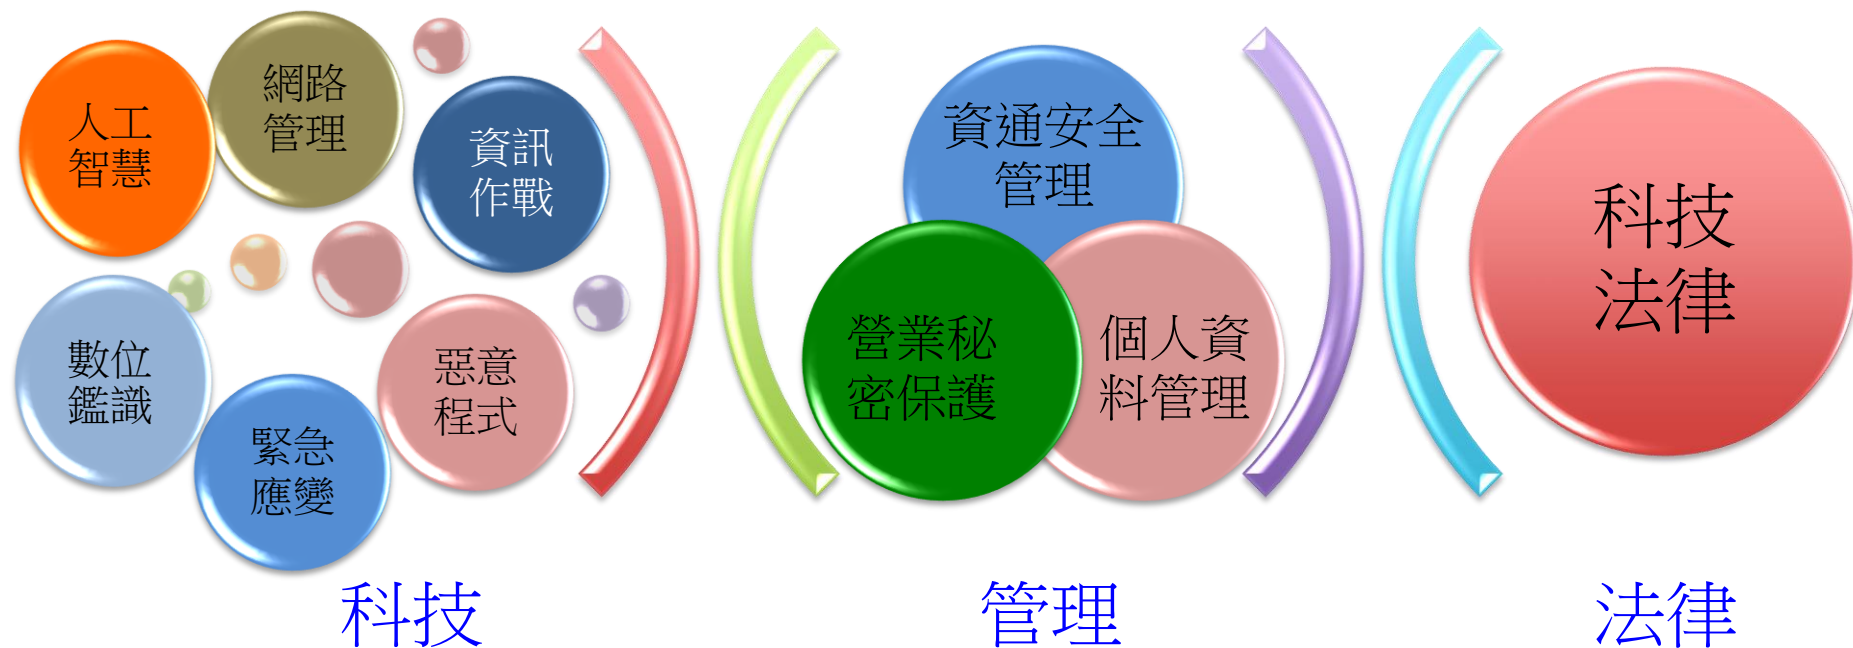 人工
智慧
網路
管理
資訊
作戰
數位
鑑識
緊急
應變
惡意
程式
資通安全
管理
營業秘
密保護
個人資
料管理
科技
法律
科技
管理
法律